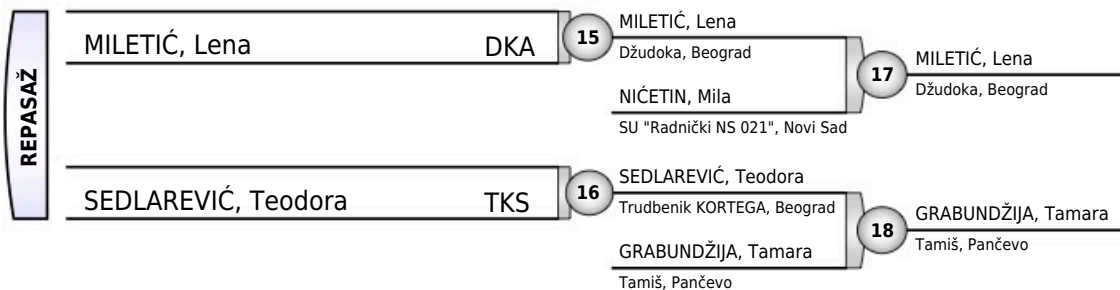 REPASAŽ
MILETIĆ, Lena DKA
15
MILETIĆ, Lena
Džudoka, Beograd
NIĆETIN, Mila
SU "Radnički NS 021", Novi Sad
17
MILETIĆ, Lena
Džudoka, Beograd
SEDLAREVIĆ, Teodora TKS
16
SEDLAREVIĆ, Teodora
Trudbenik KORTEGA, Beograd
GRABUNDŽIJA, Tamara
Tamiš, Pančevo
18
GRABUNDŽIJA, Tamara
Tamiš, Pančevo